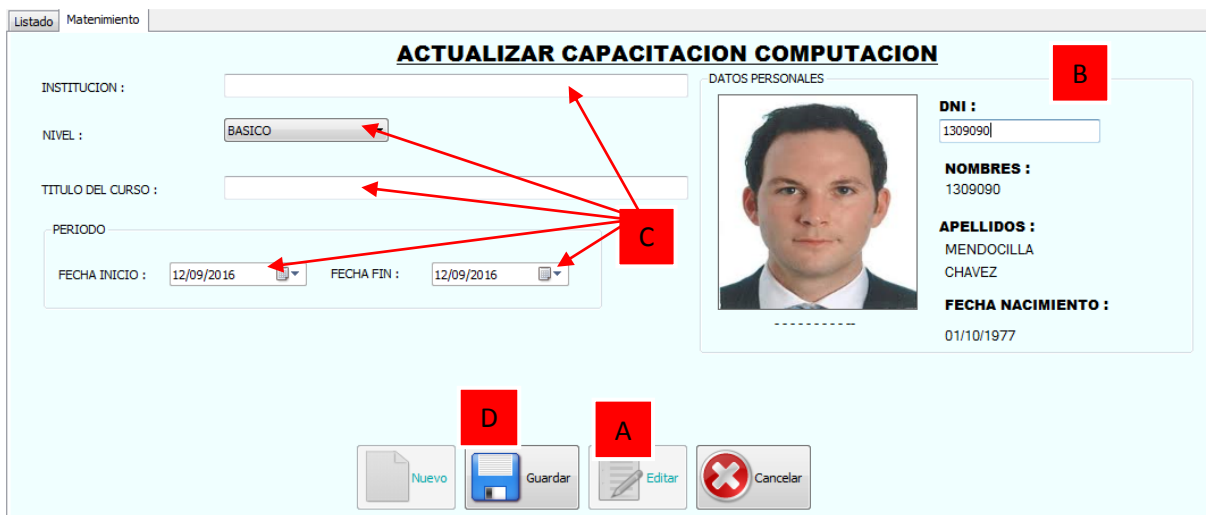 Listado Matenimiento
ACTUALIZAR CAPACITACION COMPUTACION
INSTITUCION :
NIVEL :
BASICO
TITULO DEL CURSO :
PERIODO
FECHA INICIO : 12/09/2016 FECHA FIN : 12/09/2016
C
DATOS PERSONALES
B
DNI :
1309090
NOMBRES :
1309090
APELLIDOS :
MENDOCILLA
CHAVEZ
FECHA NACIMIENTO :
01/10/1977
D
A
Nuevo Guardar Editar Cancelar